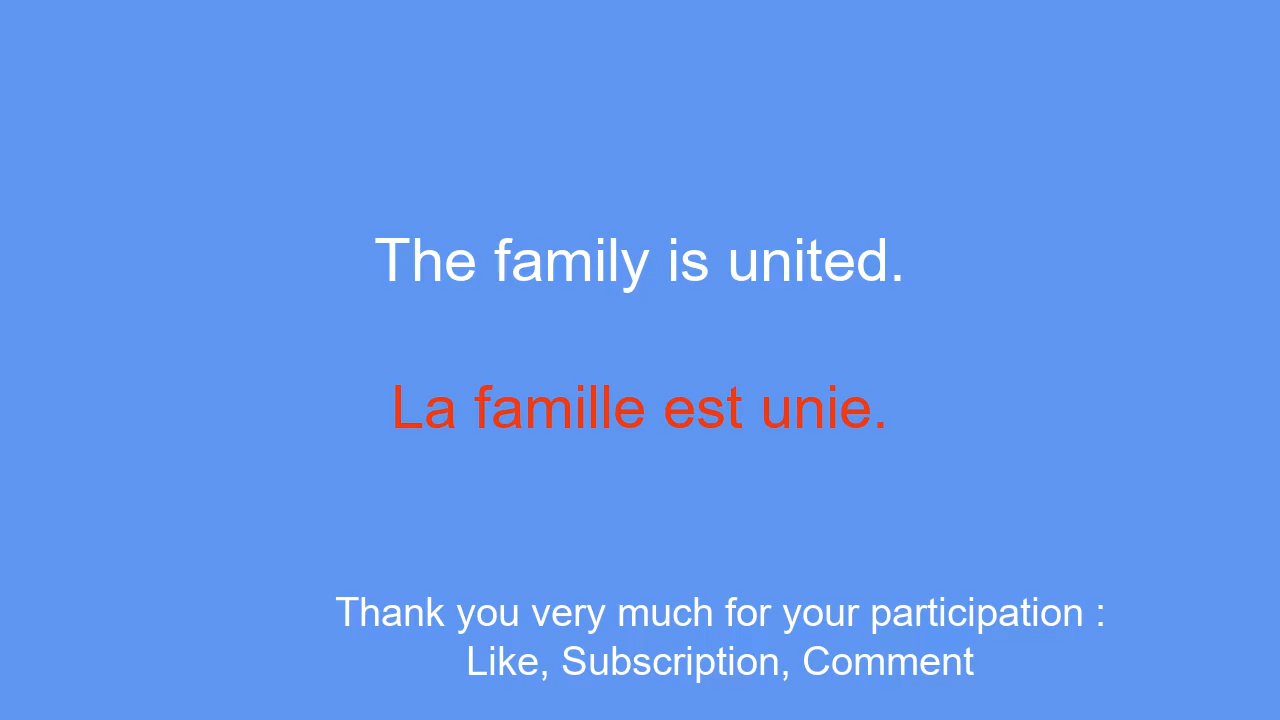 The family is united.
La famille est unie.
Thank you very much for your participation :
Like, Subscription, Comment